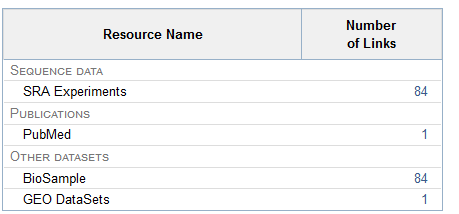 Resource Name
Number
of Links
SEQUENCE DATA
SRA Experiments 84
PUBLICATIONS
PubMed 1
OTHER DATASETS
BioSample 84
GEO DataSets 1